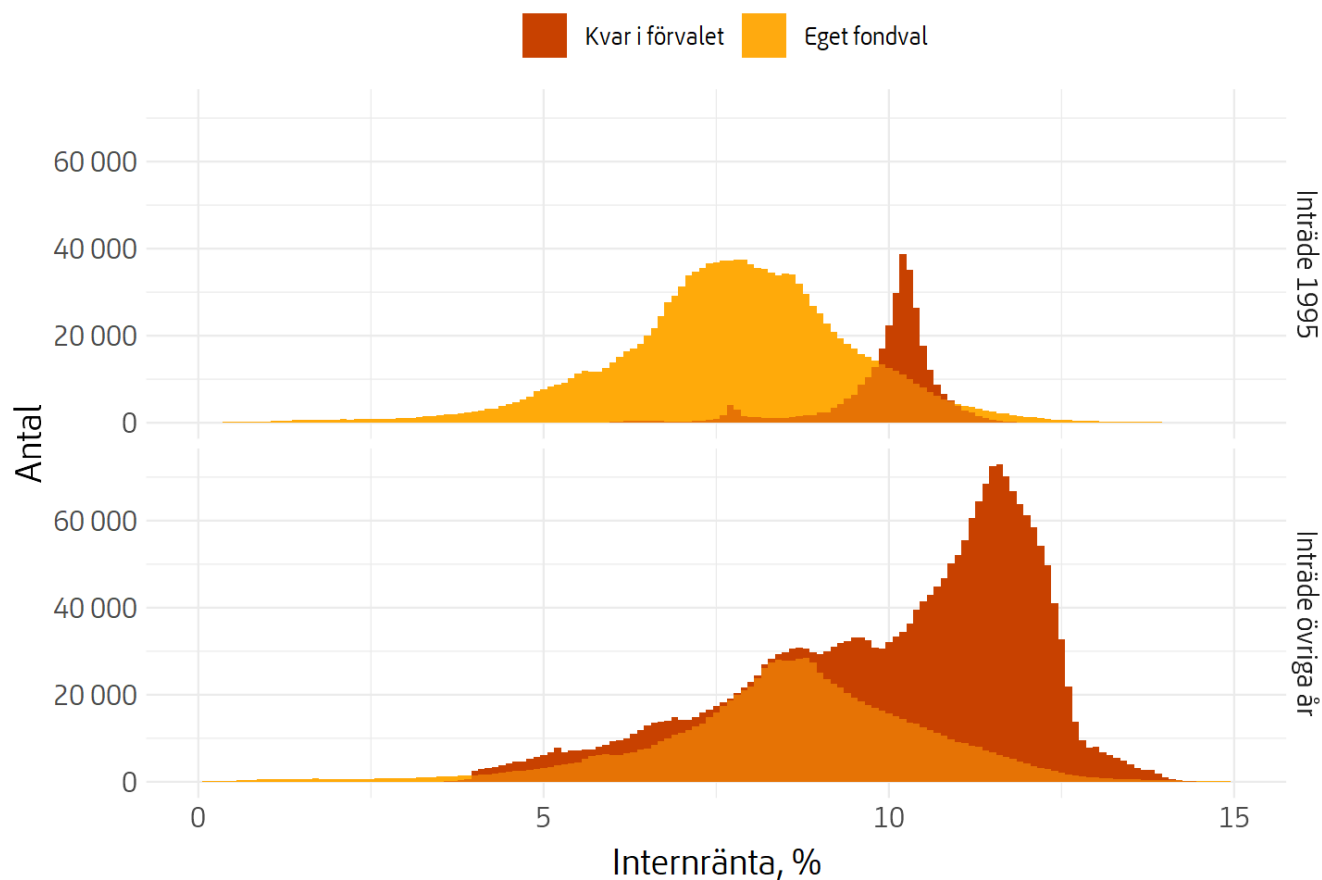 Kvar i förvalet
Eget fondval
60 000
40 000
20 000
0
Inträde 1995
Antal
60 000
40 000
20 000
0
Inträde övriga år
0
5
10
15
Internränta, %